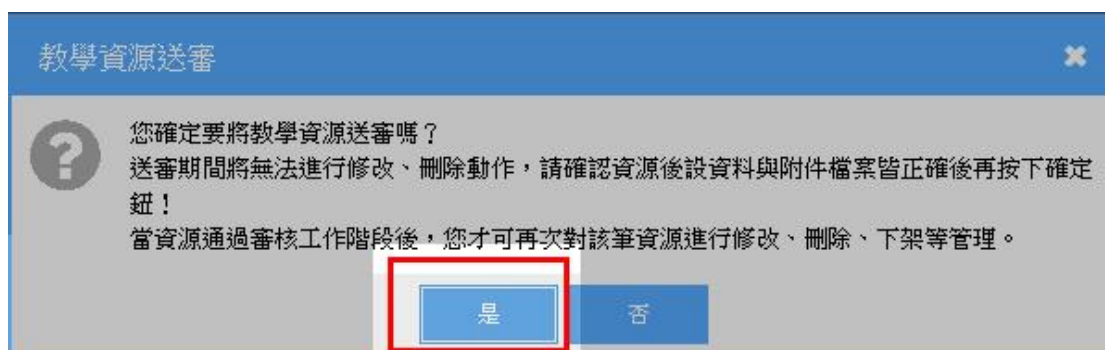 教學資源送審
您確定要將教學資源送審嗎？
送審期間將無法進行修改、刪除動作，請確認資源後設資料與附件檔案皆正確後再按下確定
鈕！
當資源通過審核工作階段後，您才可再次對該筆資源進行修改、刪除、下架等管理。
是 否